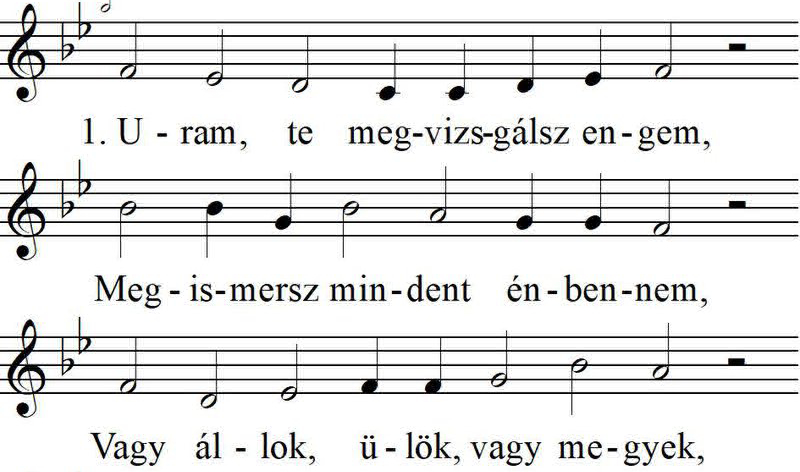 1. U - ram, te meg-vizs-gálsz en-gem,
Meg - is-mersz min-dent én-ben-nem,
Vagy ál - lok, ü - lök, vagy me-gyek,